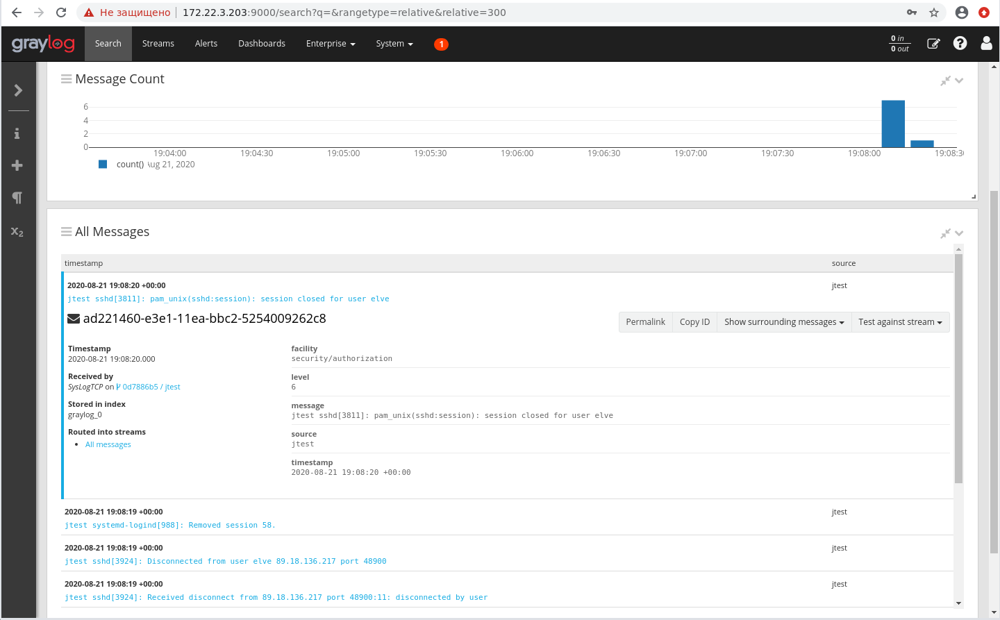 Не защищено 172.22.3.203:9000/search?q=&rangetype=relative&relative=300
graylog Search Streams Alerts Dashboards Enterprise System 1 0 in
0 out
Message Count
6
4
2
0
19:04:00 19:04:30 19:05:00 19:05:30 19:06:00 19:06:30 19:07:00 19:07:30 19:08:00 19:08:30
count() Aug 21, 2020
All Messages
timestamp source
2020-08-21 19:08:20 +00:00 jtest
jtest sshd[3811]: pam_unix(sshd:session): session closed for user elve
ad221460-e3e1-11ea-bbc2-5254009262c8
Permalink Copy ID Show surrounding messages Test against stream
Timestamp
2020-08-21 19:08:20.000
Received by
SysLogTCP on 0d7886b5 / jtest
Stored in index
graylog_0
Routed into streams
All messages
facility
security/authorization
level
6
message
jtest sshd[3811]: pam_unix(sshd:session): session closed for user elve
source
jtest
timestamp
2020-08-21 19:08:20 +00:00
2020-08-21 19:08:19 +00:00 jtest
jtest systemd-logind[988]: Removed session 58.
2020-08-21 19:08:19 +00:00 jtest
jtest sshd[3924]: Disconnected from user elve 89.18.136.217 port 48900
2020-08-21 19:08:19 +00:00 jtest
jtest sshd[3924]: Received disconnect from 89.18.136.217 port 48900:11: disconnected by user